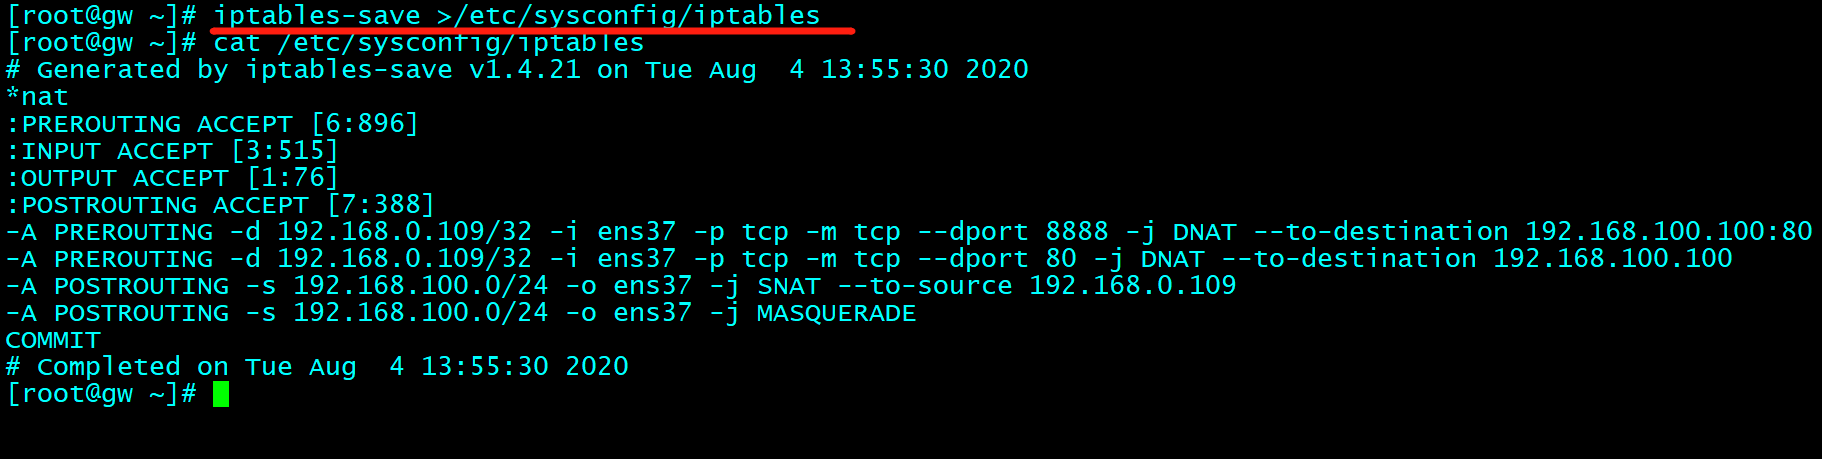 [root@gw ~]# iptables-save >/etc/sysconfig/iptables
[root@gw ~]# cat /etc/sysconfig/iptables
# Generated by iptables-save v1.4.21 on Tue Aug  4 13:55:30 2020
*nat
:PREROUTING ACCEPT [6:896]
:INPUT ACCEPT [3:515]
:OUTPUT ACCEPT [1:76]
:POSTROUTING ACCEPT [7:388]
-A PREROUTING -d 192.168.0.109/32 -i ens37 -p tcp -m tcp --dport 8888 -j DNAT --to-destination 192.168.100.100:80
-A PREROUTING -d 192.168.0.109/32 -i ens37 -p tcp -m tcp --dport 80 -j DNAT --to-destination 192.168.100.100
-A POSTROUTING -s 192.168.100.0/24 -o ens37 -j SNAT --to-source 192.168.0.109
-A POSTROUTING -s 192.168.100.0/24 -o ens37 -j MASQUERADE
COMMIT
# Completed on Tue Aug  4 13:55:30 2020
[root@gw ~]#